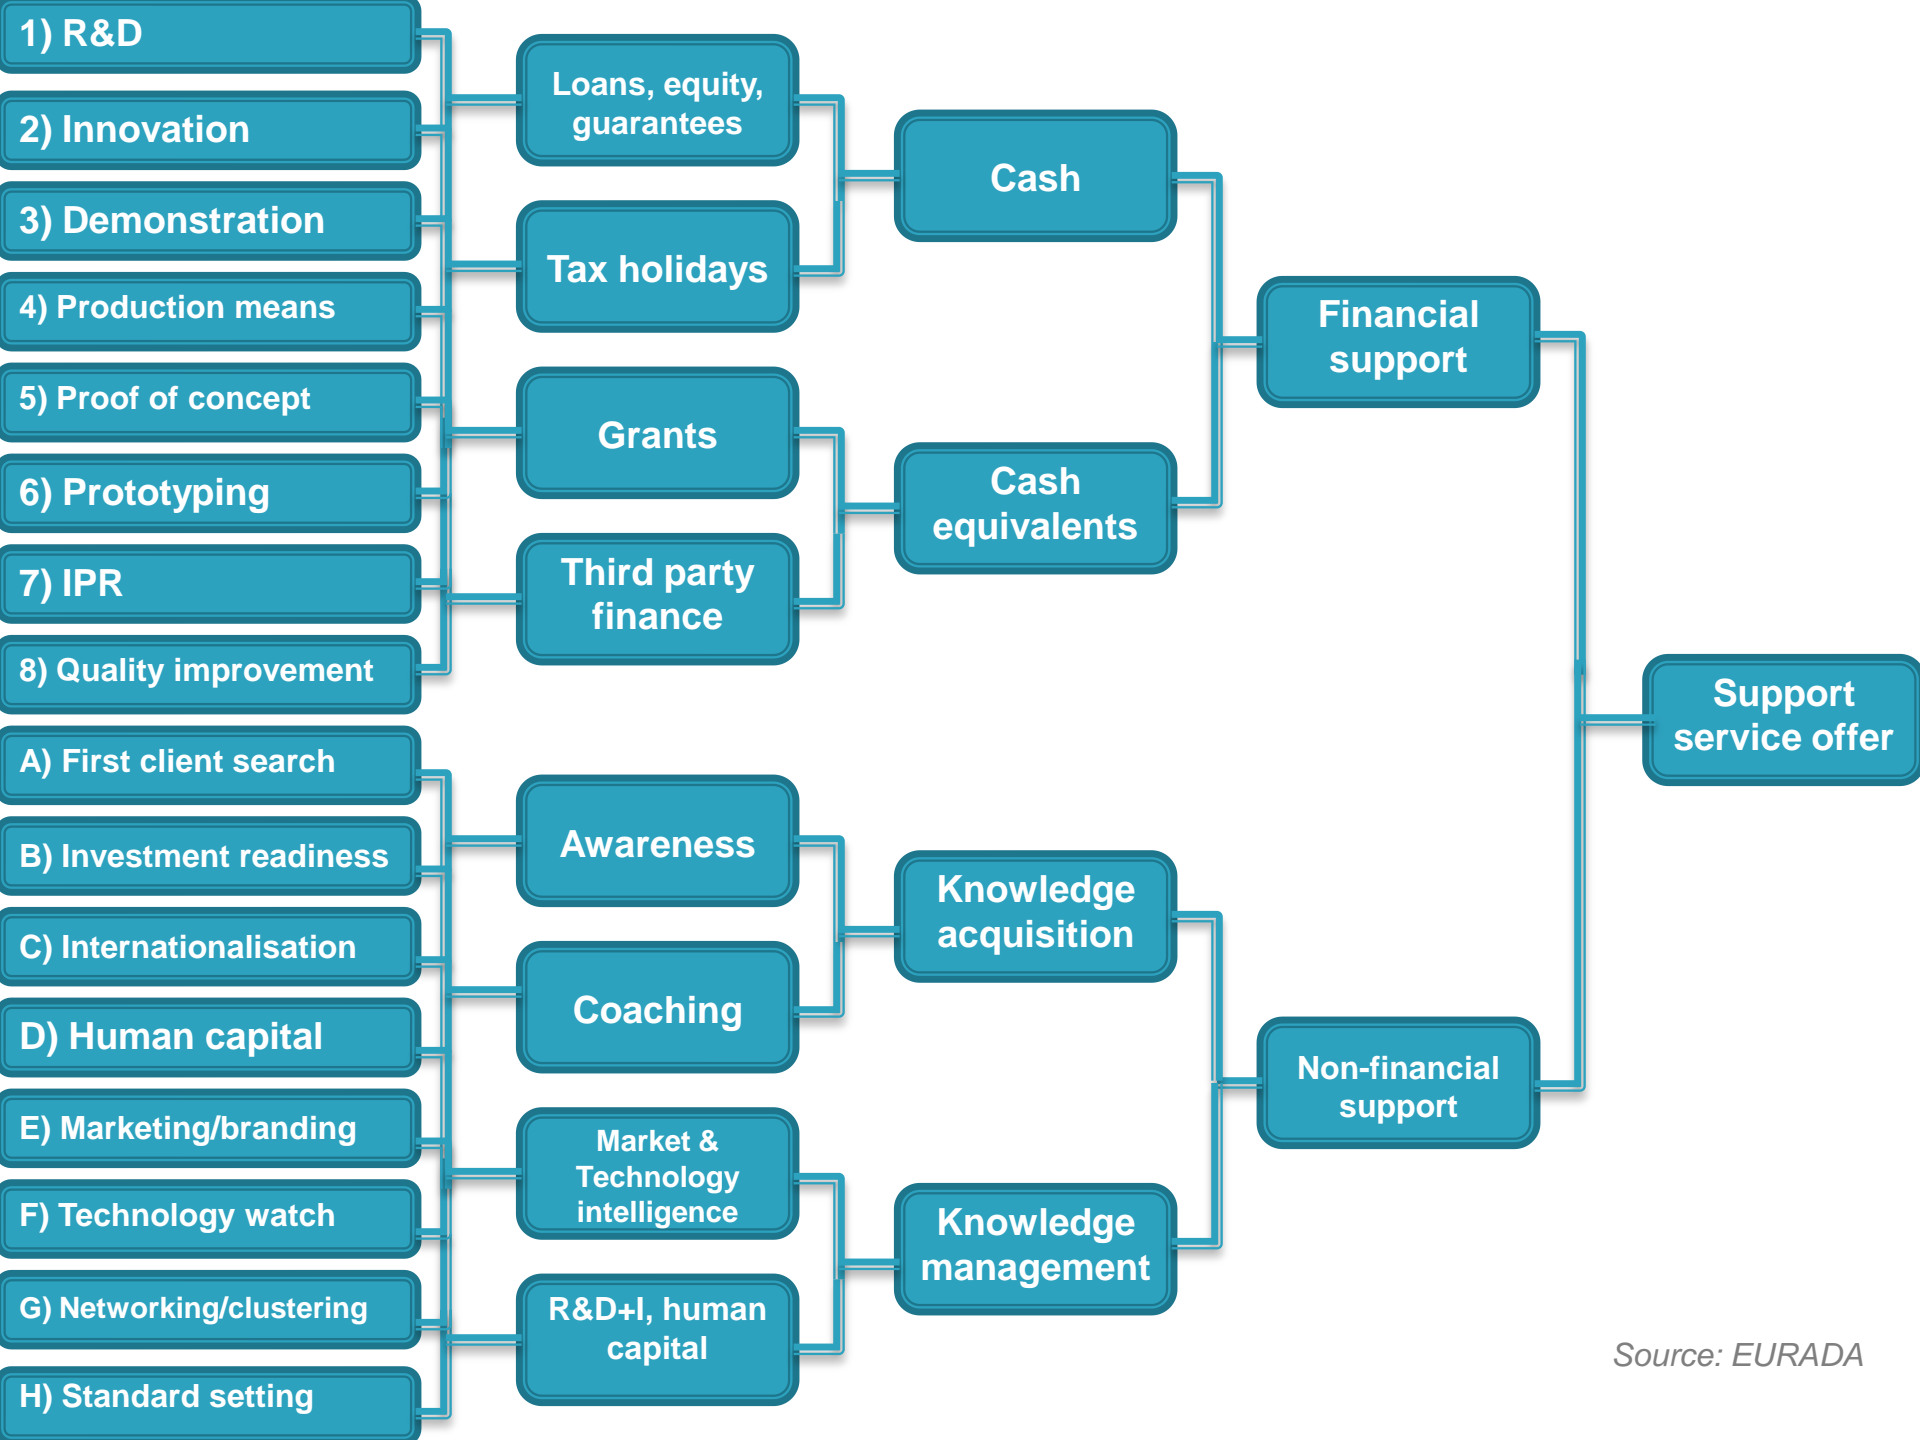 1) R&D
2) Innovation
3) Demonstration
4) Production means
5) Proof of concept
6) Prototyping
7) IPR
8) Quality improvement
A) First client search
B) Investment readiness
C) Internationalisation
D) Human capital
E) Marketing/branding
F) Technology watch
G) Networking/clustering
H) Standard setting
Loans, equity,
guarantees
Tax holidays
Grants
Third party
finance
Awareness
Coaching
Market &
Technology
intelligence
R&D+I, human
capital
Cash
Cash
equivalents
Knowledge
acquisition
Knowledge
management
Financial
support
Non-financial
support
Support
service offer
Source: EURADA